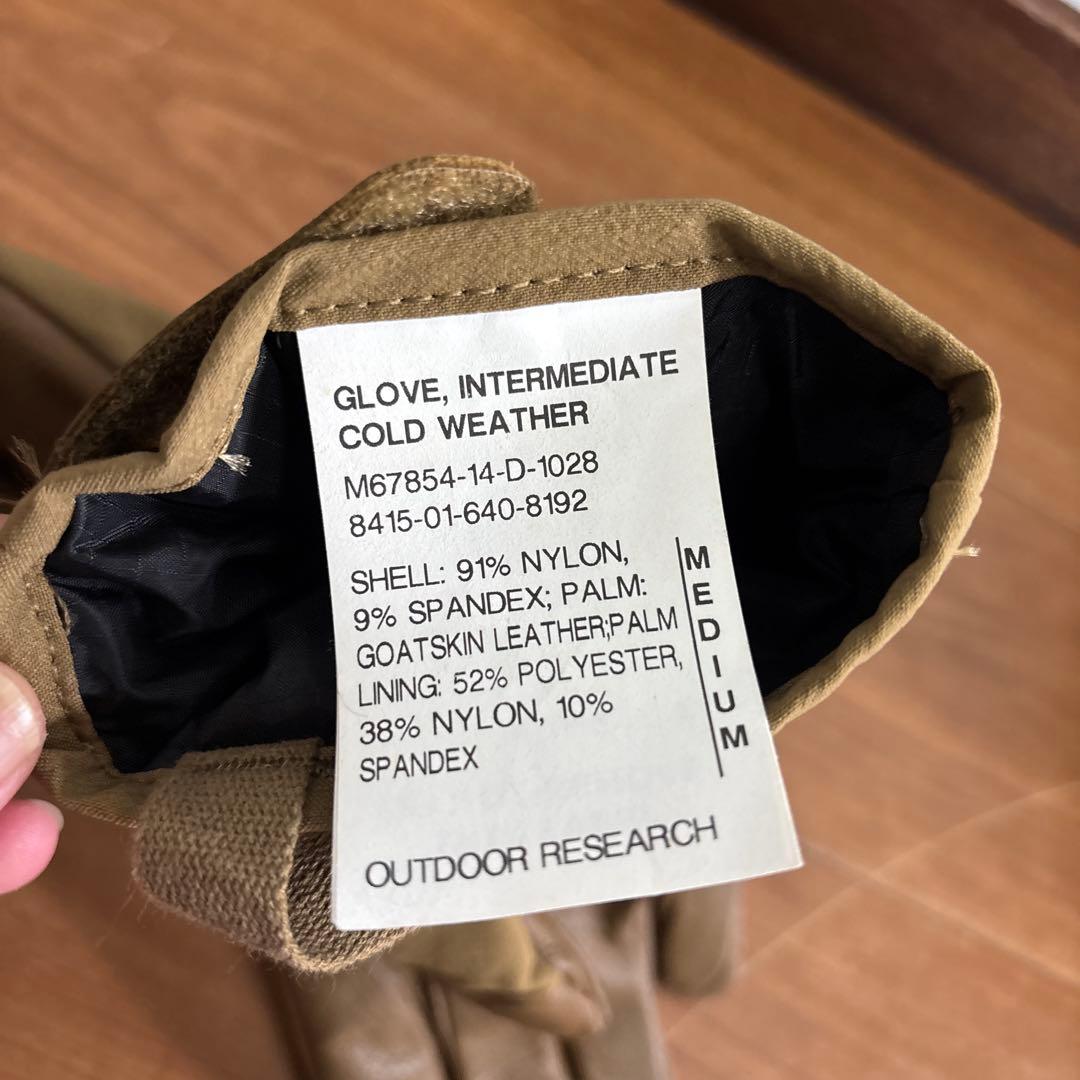 GLOVE, INTERMEDIATE
COLD WEATHER
M67854-14-D-1028
8415-01-640-8192
SHELL: 91% NYLON,
9% SPANDEX; PALM:
GOATSKIN LEATHER;PALM
LINING: 52% POLYESTER,
38% NYLON, 10%
SPANDEX
MEDIUM
OUTDOOR RESEARCH